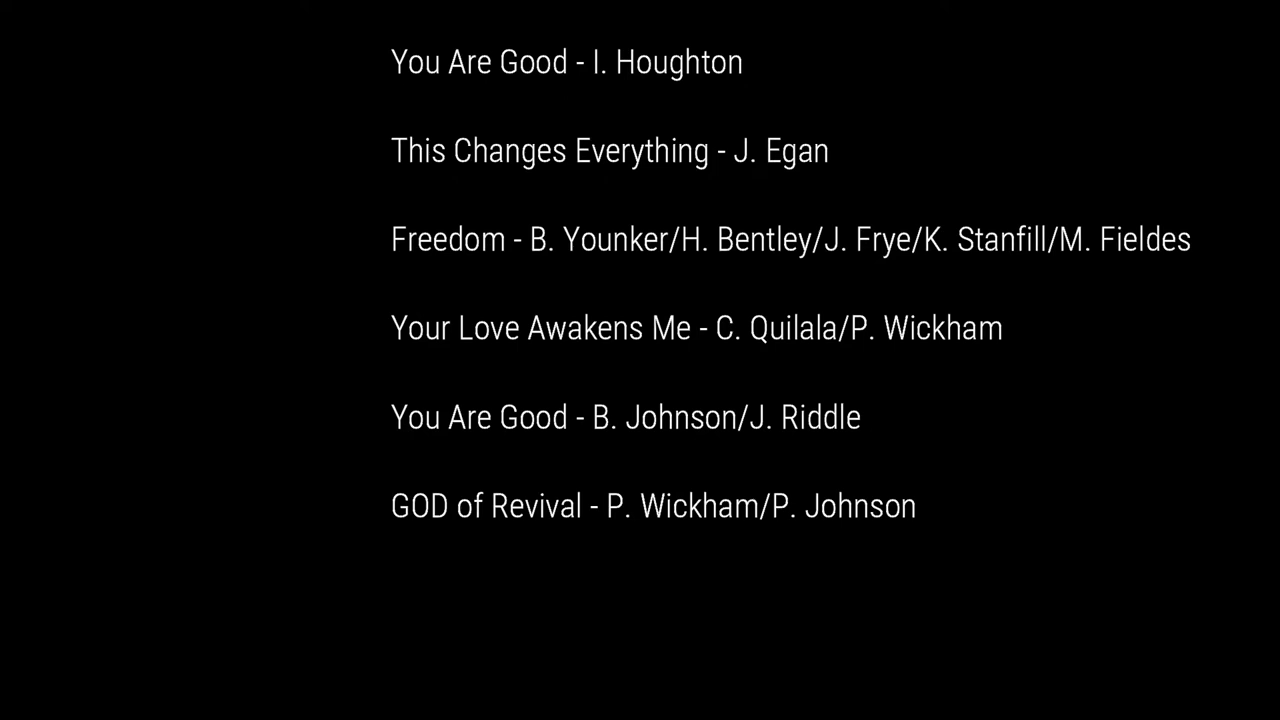 You Are Good - I. Houghton
This Changes Everything - J. Egan
Freedom - B. Younker/H. Bentley/J. Frye/K. Stanfill/M. Fieldes
Your Love Awakens Me - C. Quilala/P. Wickham
You Are Good - B. Johnson/J. Riddle
GOD of Revival - P. Wickham/P. Johnson